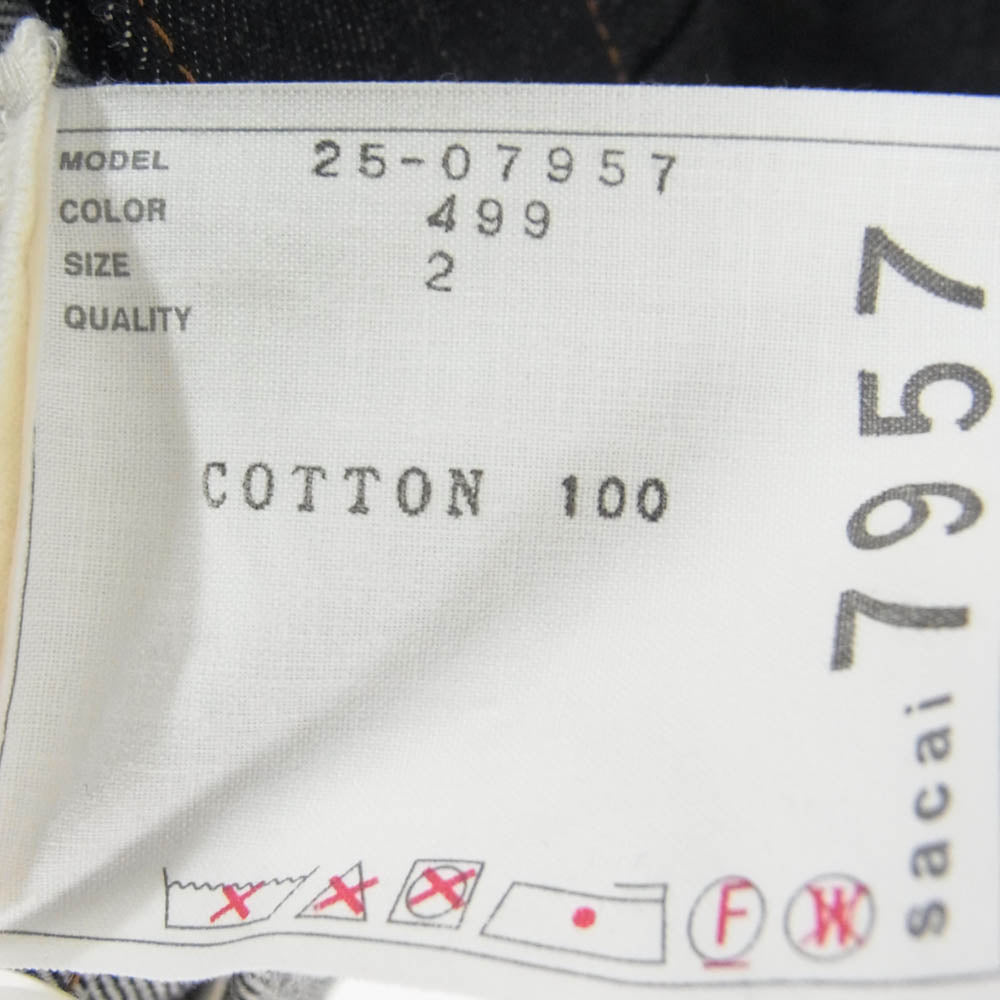 MODEL 25-07957
COLOR 499
SIZE 2
QUALITY
COTTON 100
sacai 7957
F W